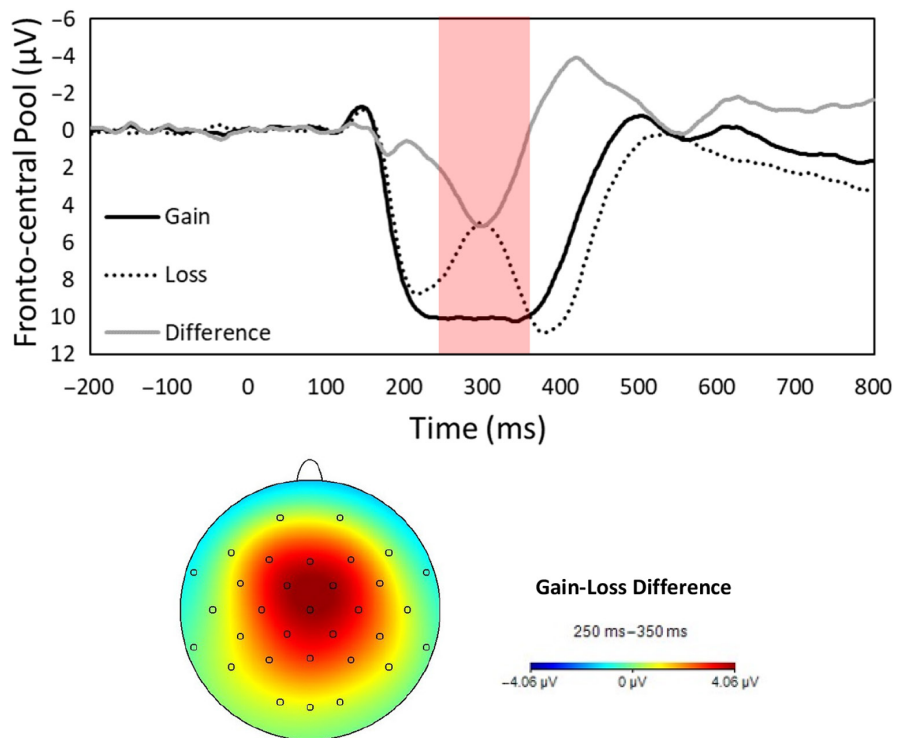 Fronto-central Pool (µV)
−6
−4
−2
0
2
4
6
8
10
12
Gain
Loss
Difference
−200 −100 0 100 200 300 400 500 600 700 800
Time (ms)
Gain-Loss Difference
250 ms−350 ms
−4.06 µV 0 µV 4.06 µV